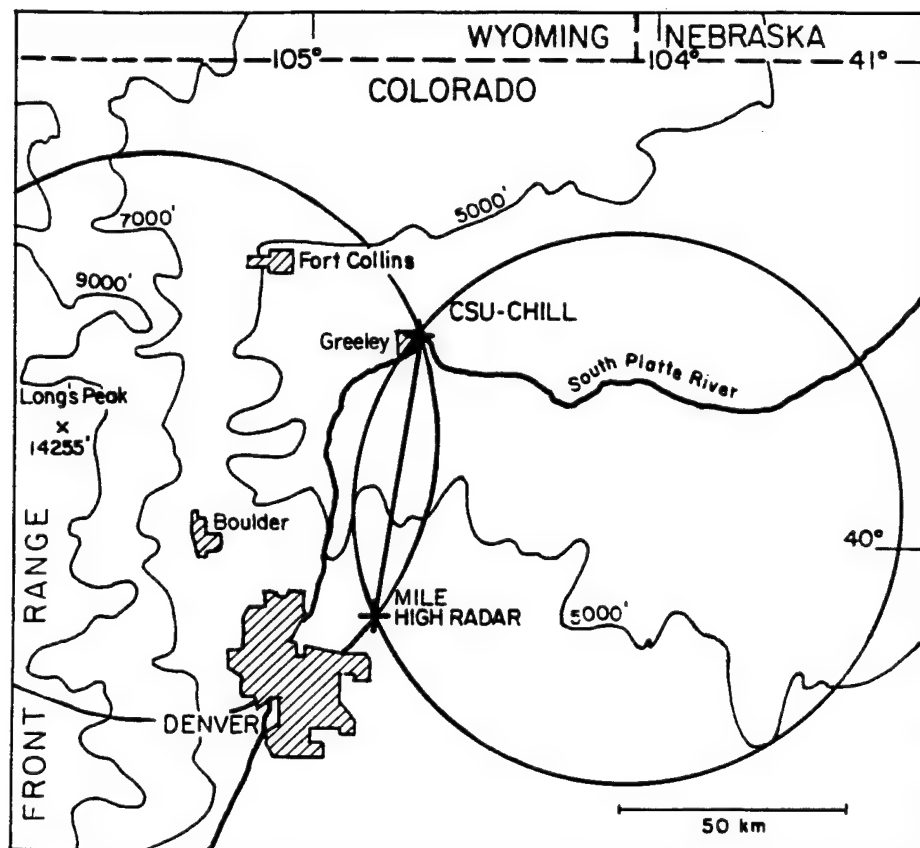 WYOMING NEBRASKA
105° 104° 41°
COLORADO
5000'
7000'
Fort Collins
9000'
CSU-CHILL
Greeley
South Platte River
Long's Peak
x
14255'
Boulder
40°
MILE
HIGH RADAR
5000'
DENVER
FRONT RANGE
50 km